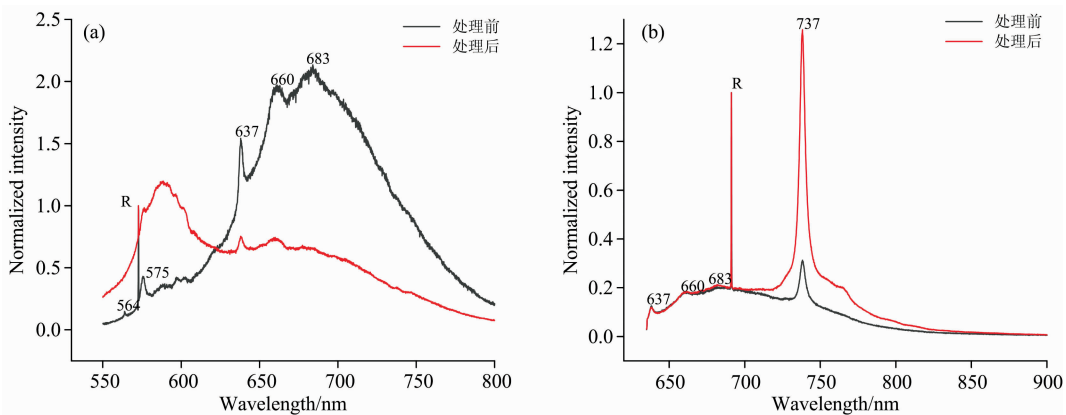 (a)
处理前
处理后
2.5
2.0
1.5
1.0
0.5
0.0
Normalized intensity
R
564
575
637
660
683
550
600
650
700
750
800
Wavelength/nm
(b)
处理前
处理后
1.2
1.0
0.8
0.6
0.4
0.2
0.0
Normalized intensity
637
660
683
R
737
650
700
750
800
850
900
Wavelength/nm